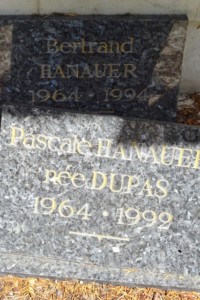 Bertrand
HANAUER
1964 • 1994
Pascale HANAUER
née DUPAS
1964 • 1992